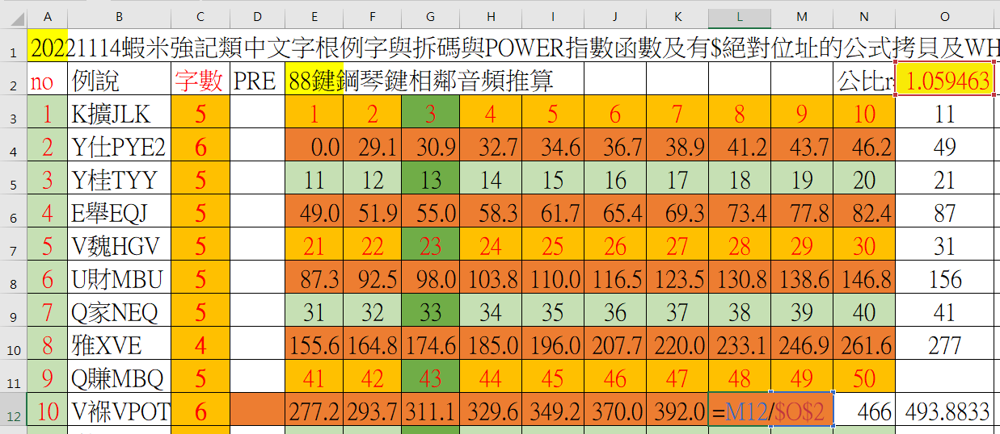 A B C D E F G H I J K L M N O
1 20221114蝦米強記類中文字根例字與拆碼與POWER指數函數及有$絕對位址的公式拷貝及WH
2 no 例說 字數 PRE 88鍵鋼琴鍵相鄰音頻推算 公比r 1.059463
3 1 K擴JLK 5 1 2 3 4 5 6 7 8 9 10 11
4 2 Y仕PYE2 6 0.0 29.1 30.9 32.7 34.6 36.7 38.9 41.2 43.7 46.2 49
5 3 Y桂TYY 5 11 12 13 14 15 16 17 18 19 20 21
6 4 E舉EQJ 5 49.0 51.9 55.0 58.3 61.7 65.4 69.3 73.4 77.8 82.4 87
7 5 V魏HGV 5 21 22 23 24 25 26 27 28 29 30 31
8 6 U財MBU 5 87.3 92.5 98.0 103.8 110.0 116.5 123.5 130.8 138.6 146.8 156
9 7 Q家NEQ 5 31 32 33 34 35 36 37 38 39 40 41
10 8 雅XVE 4 155.6 164.8 174.6 185.0 196.0 207.7 220.0 233.1 246.9 261.6 277
11 9 Q賺MBQ 5 41 42 43 44 45 46 47 48 49 50
12 10 V褓VPOT 6 277.2 293.7 311.1 329.6 349.2 370.0 392.0 =M12/$O$2 466 493.8833